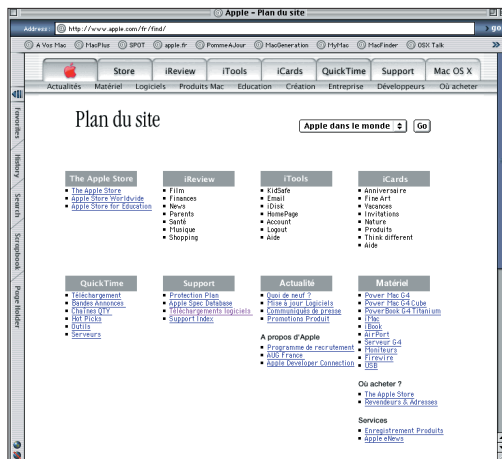 Apple - Plan du site
Address http://www.apple.com/fr/find/ go
A Vos Mac MacPlus SPOT apple.fr PommeAJour MacGeneration MyMac MacFinder OSX Talk
Store iReview iTools iCards QuickTime Support Mac OS X
Actualités Matériel Logiciels Produits Mac Education Création Entreprise Développeurs Où acheter
Favorites
History
Search
Scrapbook
Page Holder
Plan du site
Apple dans le monde Go
The Apple Store
The Apple Store
Apple Store Worldwide
Apple Store for Education
iReview
Film
Finances
News
Parents
Santé
Musique
Shopping
iTools
KidSafe
Email
iDisk
HomePage
Account
Logout
Aide
iCards
Anniversaire
Fine Art
Vacances
Invitations
Nature
Produits
Think different
Aide
QuickTime
Téléchargement
Bandes Annonces
Chaînes QTV
Hot Picks
Outils
Serveurs
Support
Protection Plan
Apple Spec Database
Téléchargements logiciels
Support Index
Actualité
Quoi de neuf ?
Mise à jour Logiciels
Communiqués de presse
Promotions Produit
A propos d'Apple
Programme de recrutement
AUG France
Apple Developer Connection
Matériel
Power Mac G4
Power Mac G4 Cube
PowerBook G4 Titanium
iMac
iBook
AirPort
Serveur G4
Moniteurs
Firewire
USB
Où acheter ?
The Apple Store
Revendeurs & Adresses
Services
Enregistrement Produits
Apple eNews